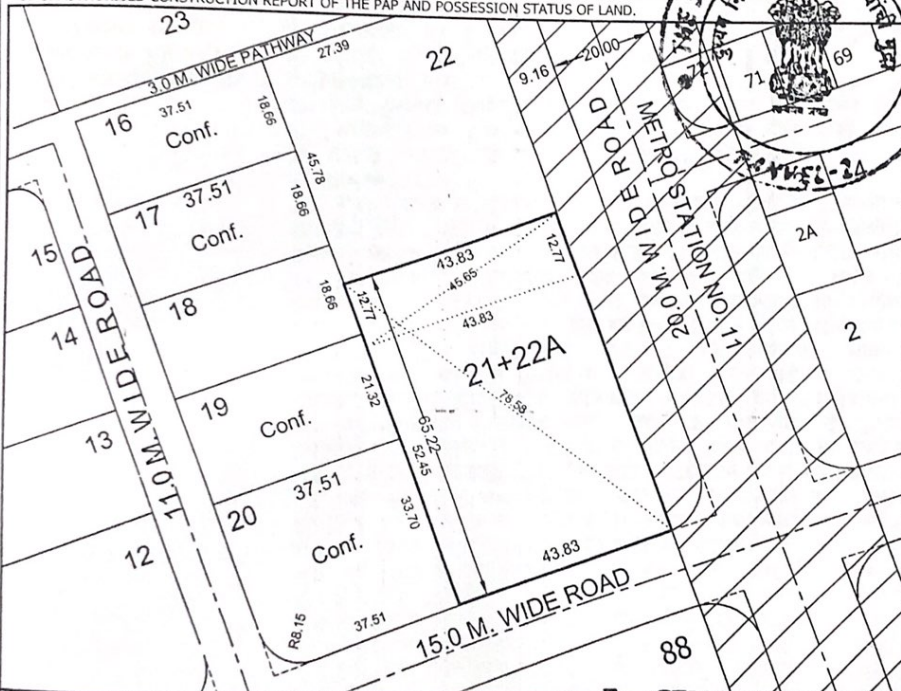 CONSTRUCTION REPORT OF THE PAP AND POSSESSION STATUS OF LAND.
23
3.0 M. WIDE PATHWAY
27.39
22
9.16
20.00
71
69
16
37.51
Conf.
18.66
45.78
17
37.51
Conf.
18.66
15
11.0 M. WIDE ROAD
18
18.66
14
19
Conf.
21.32
13
20
37.51
Conf.
33.70
12
R8.15
37.51
43.83
45.65
12.77
12.77
43.83
21+22A
78.58
65.22
52.45
43.83
15.0 M. WIDE ROAD
20.0 M. WIDE ROAD
METRO STATION NO. 11
2A
2
88